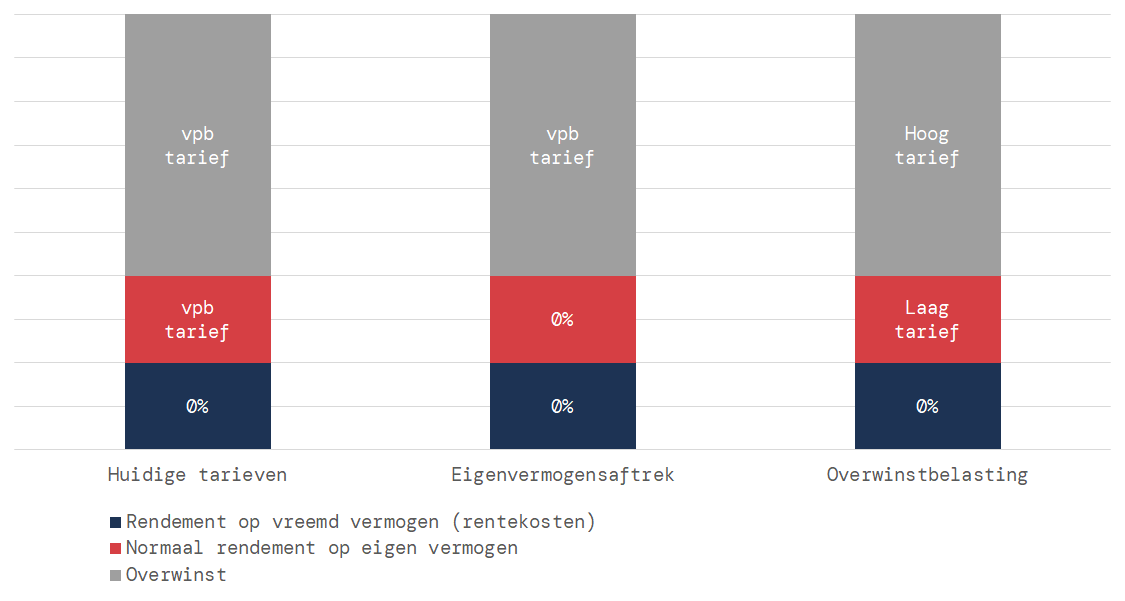 vpb
tarief
vpb
tarief
Hoog
tarief
vpb
tarief
0%
Laag
tarief
0%
0%
0%
Huidige tarieven
Eigenvermogensaftrek
Overwinstbelasting
Rendement op vreemd vermogen (rentekosten)
Normaal rendement op eigen vermogen
Overwinst